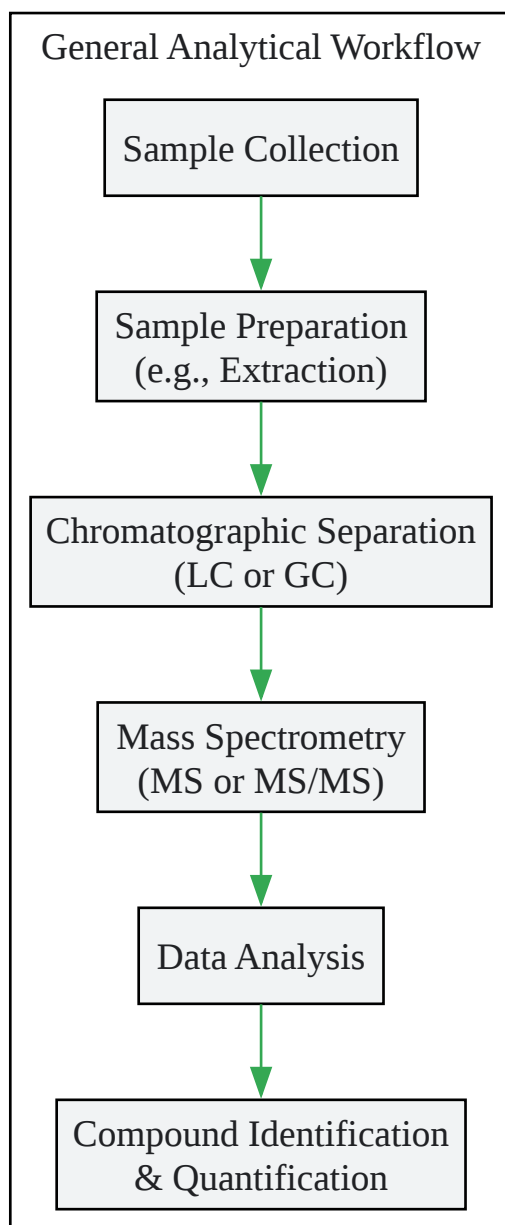 General Analytical Workflow
Sample Collection
Sample Preparation
(e.g., Extraction)
Chromatographic Separation
(LC or GC)
Mass Spectrometry
(MS or MS/MS)
Data Analysis
Compound Identification
& Quantification